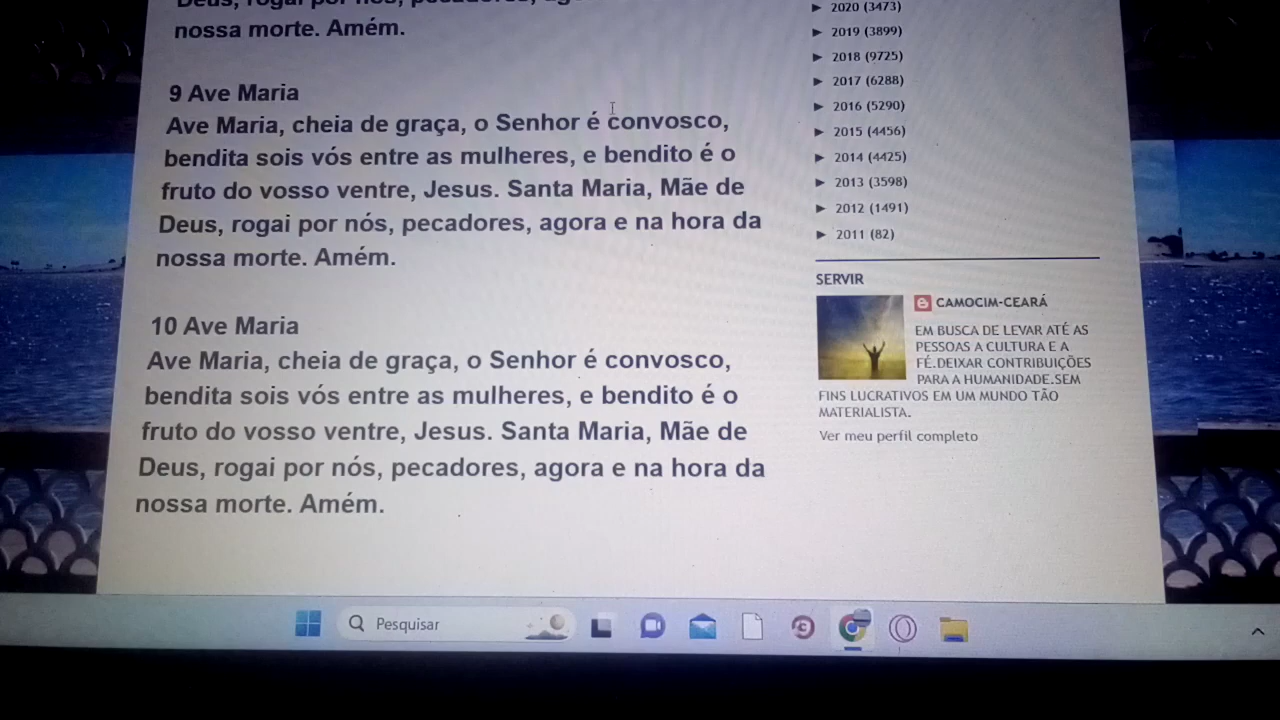 nossa morte. Amém.
9 Ave Maria
Ave Maria, cheia de graça, o Senhor é convosco,
bendita sois vós entre as mulheres, e bendito é o
fruto do vosso ventre, Jesus. Santa Maria, Mãe de
Deus, rogai por nós, pecadores, agora e na hora da
nossa morte. Amém.
10 Ave Maria
Ave Maria, cheia de graça, o Senhor é convosco,
bendita sois vós entre as mulheres, e bendito é o
fruto do vosso ventre, Jesus. Santa Maria, Mãe de
Deus, rogai por nós, pecadores, agora e na hora da
nossa morte. Amém.
► 2020 (3473)
► 2019 (3899)
► 2018 (9725)
► 2017 (6288)
► 2016 (5290)
► 2015 (4456)
► 2014 (4425)
► 2013 (3598)
► 2012 (1491)
► 2011 (82)
SERVIR
CAMOCIM-CEARÁ
EM BUSCA DE LEVAR ATÉ AS
PESSOAS A CULTURA E A
FÉ.DEIXAR CONTRIBUIÇÕES
PARA A HUMANIDADE.SEM
FINS LUCRATIVOS EM UM MUNDO TÃO
MATERIALISTA.
Ver meu perfil completo
Pesquisar